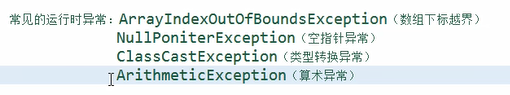 常见的运行时异常：ArrayIndexOutOfBoundsException（数组下标越界）
NullPoniterException（空指针异常）
ClassCastException（类型转换异常）
ArithmeticException（算术异常）